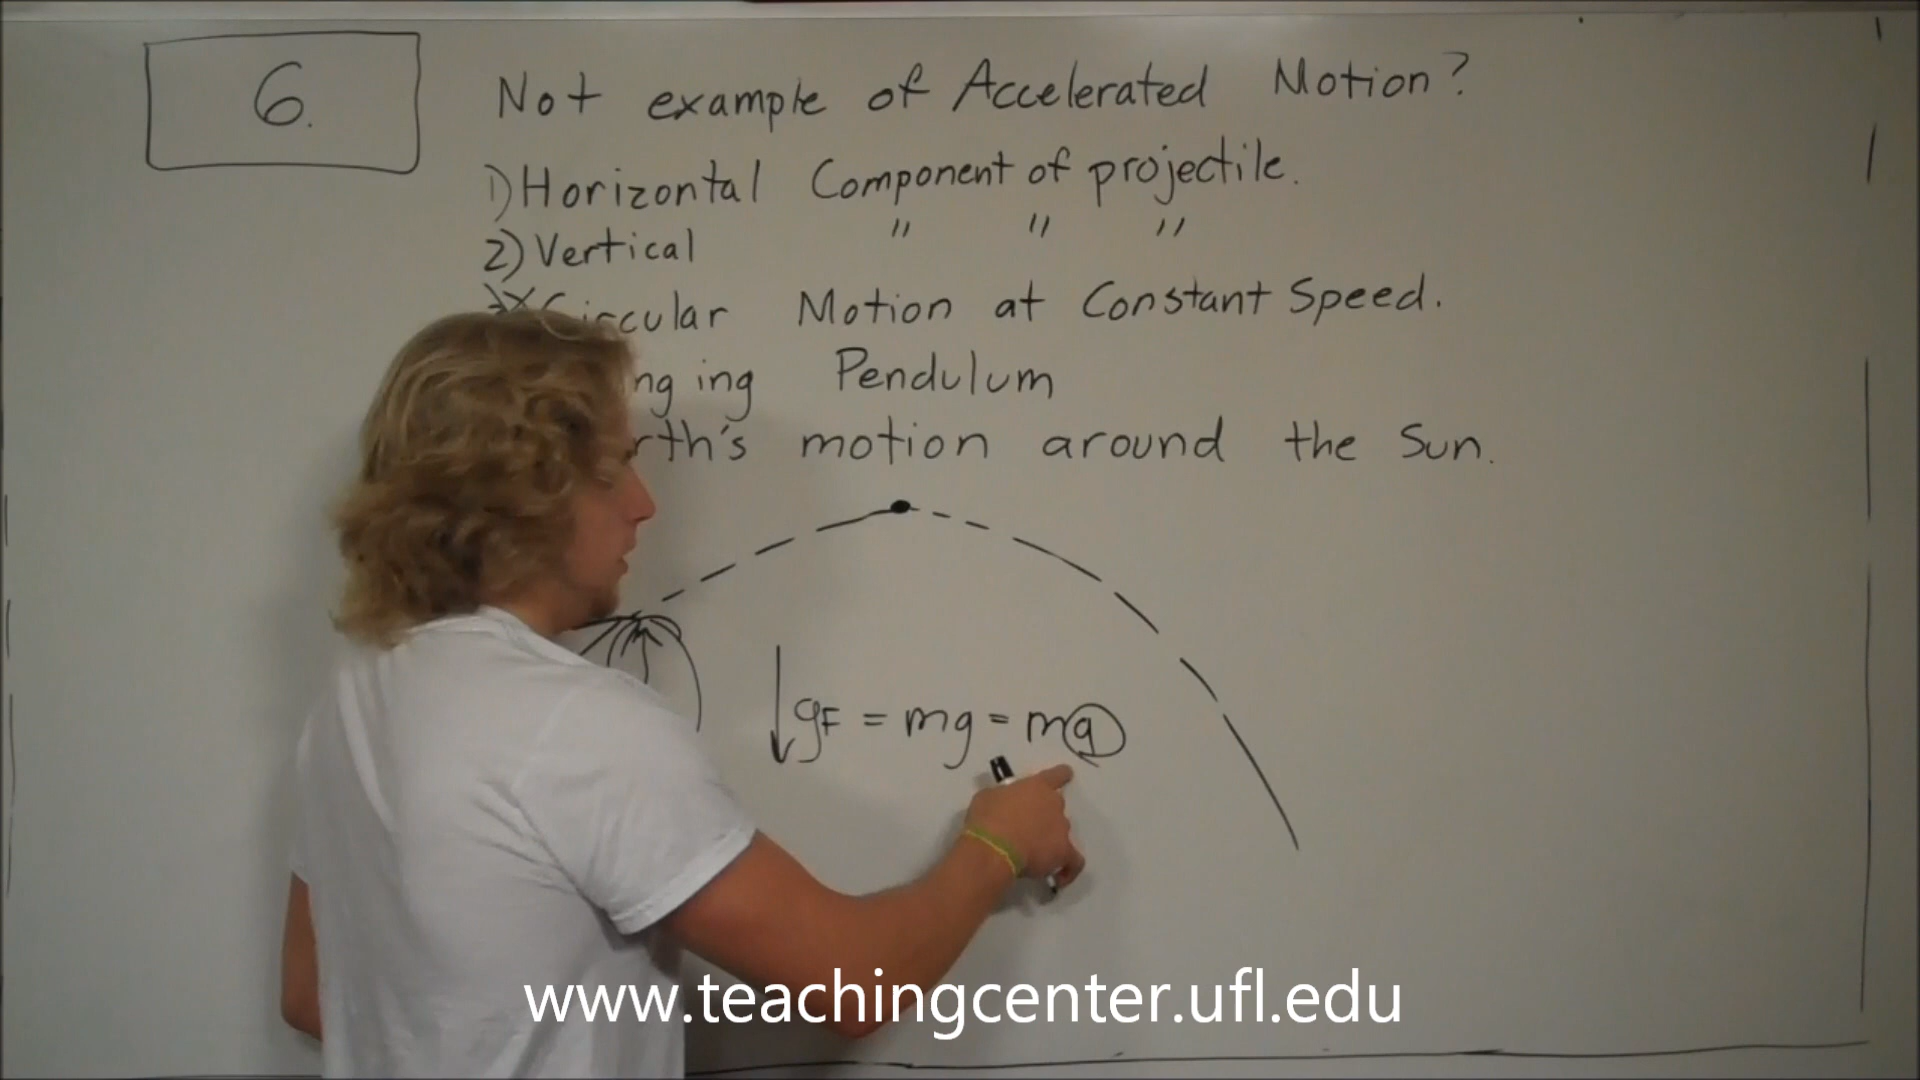 6.
Not example of Accelerated Motion?
1) Horizontal Component of projectile.
2) Vertical " " "
Circular Motion at Constant Speed.
nging Pendulum
rth's motion around the Sun.
gF = mg = ma
www.teachingcenter.ufl.edu